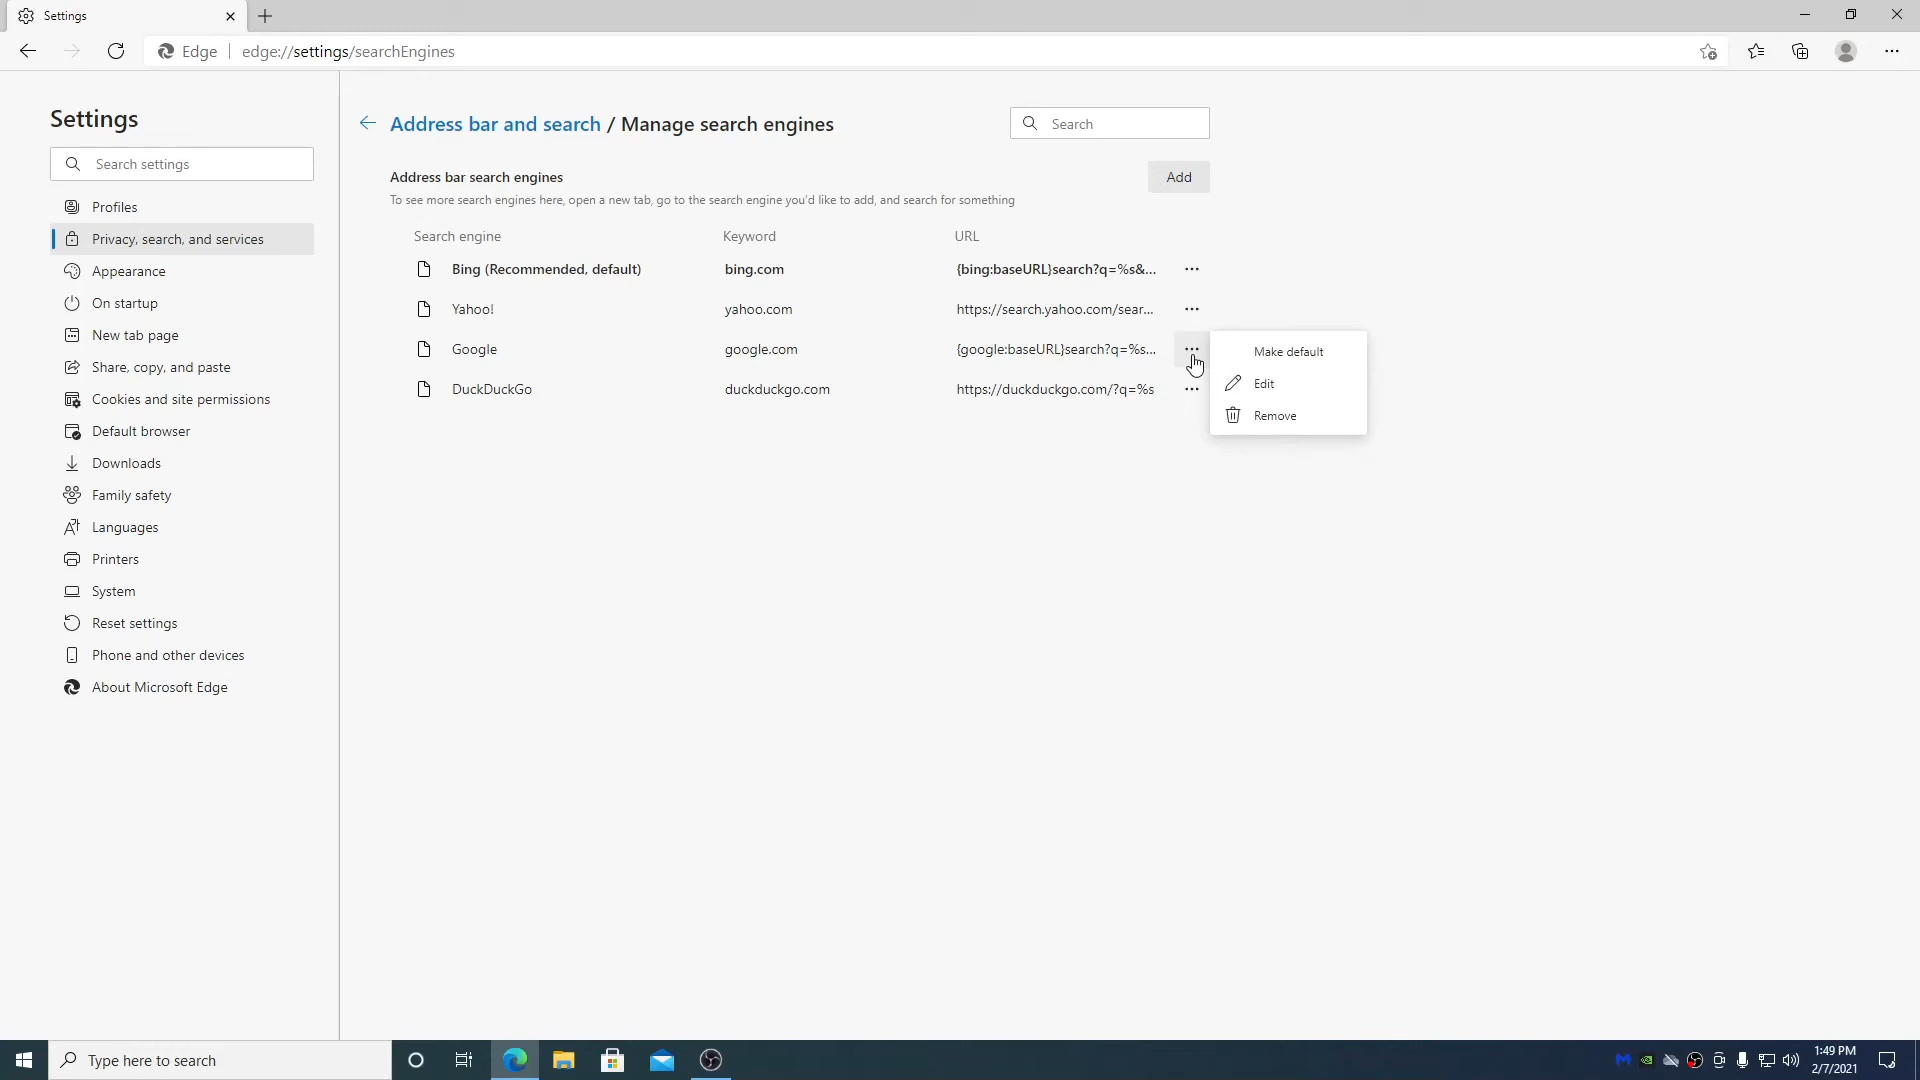 Settings
Edge | edge://settings/searchEngines
Settings
Search settings
Profiles
Privacy, search, and services
Appearance
On startup
New tab page
Share, copy, and paste
Cookies and site permissions
Default browser
Downloads
Family safety
Languages
Printers
System
Reset settings
Phone and other devices
About Microsoft Edge
Address bar and search / Manage search engines
Search
Address bar search engines
Add
To see more search engines here, open a new tab, go to the search engine you'd like to add, and search for something
Search engine Keyword URL
Bing (Recommended, default) bing.com {bing:baseURL}search?q=%s&...
Yahoo! yahoo.com https://search.yahoo.com/sear...
Google google.com {google:baseURL}search?q=%s...
DuckDuckGo duckduckgo.com https://duckduckgo.com/?q=%s
Make default
Edit
Remove
Type here to search
1:49 PM
2/7/2021